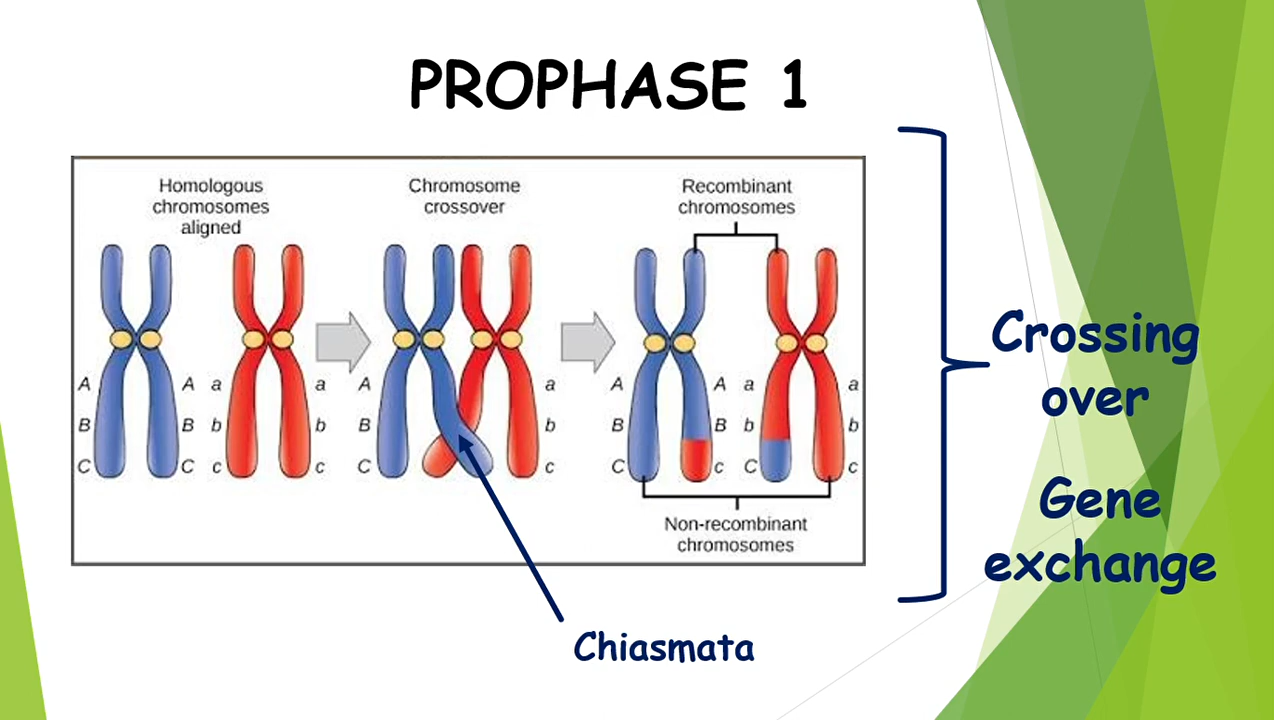 PROPHASE 1
Homologous
chromosomes
aligned
Chromosome
crossover
Recombinant
chromosomes
A A a a A a A A a a
B B b b B b B B b b
C C c c C c C c C c
Non-recombinant
chromosomes
Crossing
over
Gene
exchange
Chiasmata